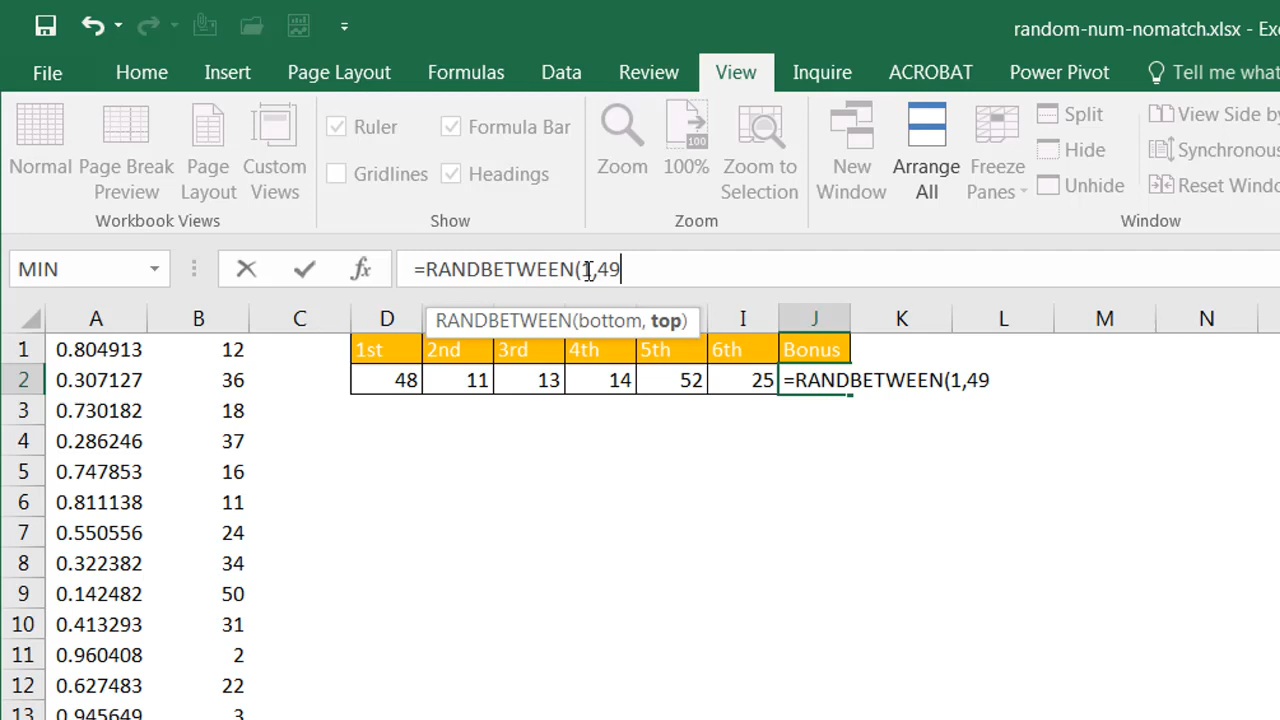 random-num-nomatch.xlsx - Exc
File Home Insert Page Layout Formulas Data Review View Inquire ACROBAT Power Pivot Tell me what
Ruler Formula Bar Split View Side by
100 Hide Synchronous
Normal Page Break Page Custom Gridlines Headings Zoom 100% Zoom to New Arrange Freeze Unhide Reset Windo
Preview Layout Views Selection Window All Panes
Workbook Views Show Zoom Window
MIN fx =RANDBETWEEN(1,49
RANDBETWEEN(bottom, top)
A B C D I J K L M N
1 0.804913 12 1st 2nd 3rd 4th 5th 6th Bonus
2 0.307127 36 48 11 13 14 52 25 =RANDBETWEEN(1,49
3 0.730182 18
4 0.286246 37
5 0.747853 16
6 0.811138 11
7 0.550556 24
8 0.322382 34
9 0.142482 50
10 0.413293 31
11 0.960408 2
12 0.627483 22
13 0.945649 3